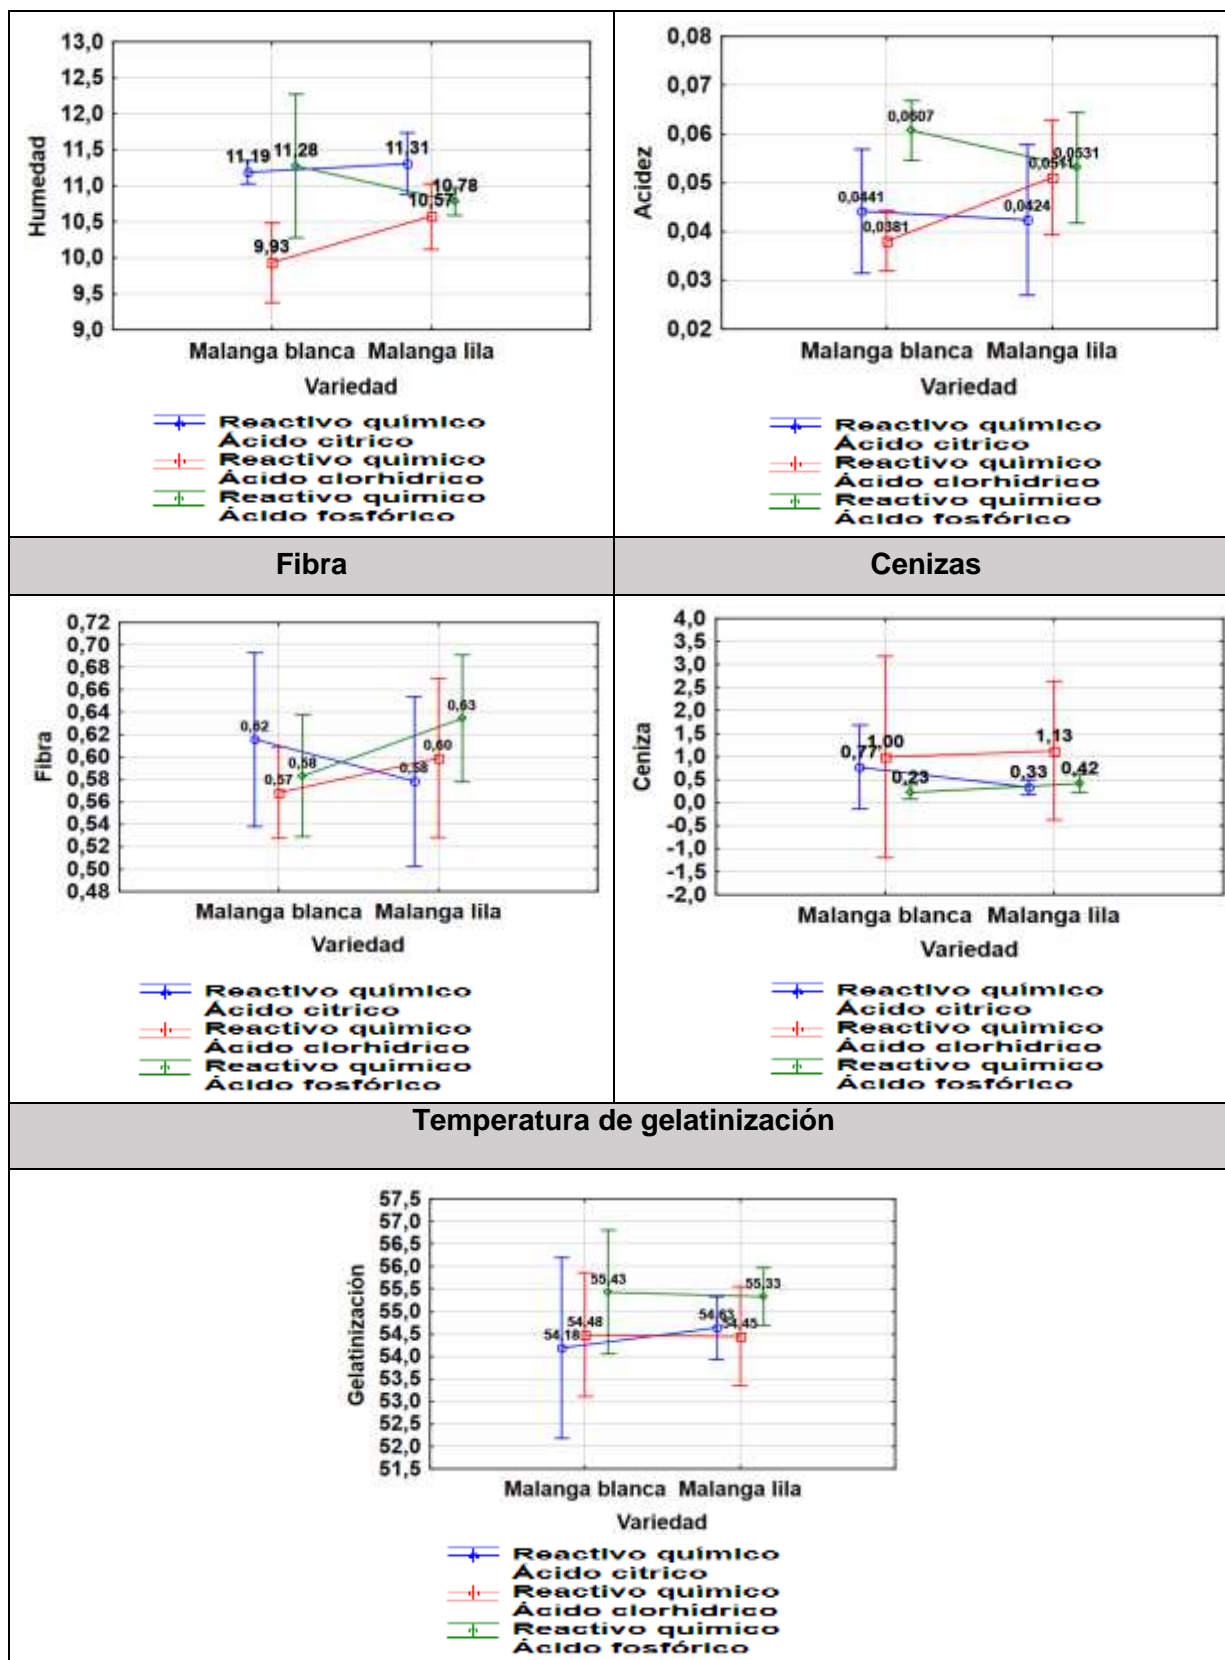 13,0
12,5
12,0
11,5
11,0
10,5
10,0
9,5
9,0
Humedad
11,19
11,28
11,31
9,93
10,57
10,78
Malanga blanca Malanga lila
Variedad
Reactivo químico
Ácido cítrico
Reactivo químico
Ácido clorhídrico
Reactivo químico
Ácido fosfórico
0,08
0,07
0,06
0,05
0,04
0,03
0,02
Acidez
0,0607
0,0441
0,0381
0,0424
0,0511
0,0531
Malanga blanca Malanga lila
Variedad
Reactivo químico
Ácido cítrico
Reactivo químico
Ácido clorhídrico
Reactivo químico
Ácido fosfórico
Fibra
Cenizas
0,72
0,70
0,68
0,66
0,64
0,62
0,60
0,58
0,56
0,54
0,52
0,50
0,48
Fibra
0,62
0,57
0,58
0,58
0,60
0,63
Malanga blanca Malanga lila
Variedad
Reactivo químico
Ácido cítrico
Reactivo químico
Ácido clorhídrico
Reactivo químico
Ácido fosfórico
4,0
3,5
3,0
2,5
2,0
1,5
1,0
0,5
0,0
-0,5
-1,0
-1,5
-2,0
Ceniza
0,77
1,00
0,23
0,33
1,13
0,42
Malanga blanca Malanga lila
Variedad
Reactivo químico
Ácido cítrico
Reactivo químico
Ácido clorhídrico
Reactivo químico
Ácido fosfórico
Temperatura de gelatinización
57,5
57,0
56,5
56,0
55,5
55,0
54,5
54,0
53,5
53,0
52,5
52,0
51,5
Gelatinización
54,18
54,48
55,43
54,63
54,45
55,33
Malanga blanca Malanga lila
Variedad
Reactivo químico
Ácido cítrico
Reactivo químico
Ácido clorhídrico
Reactivo químico
Ácido fosfórico